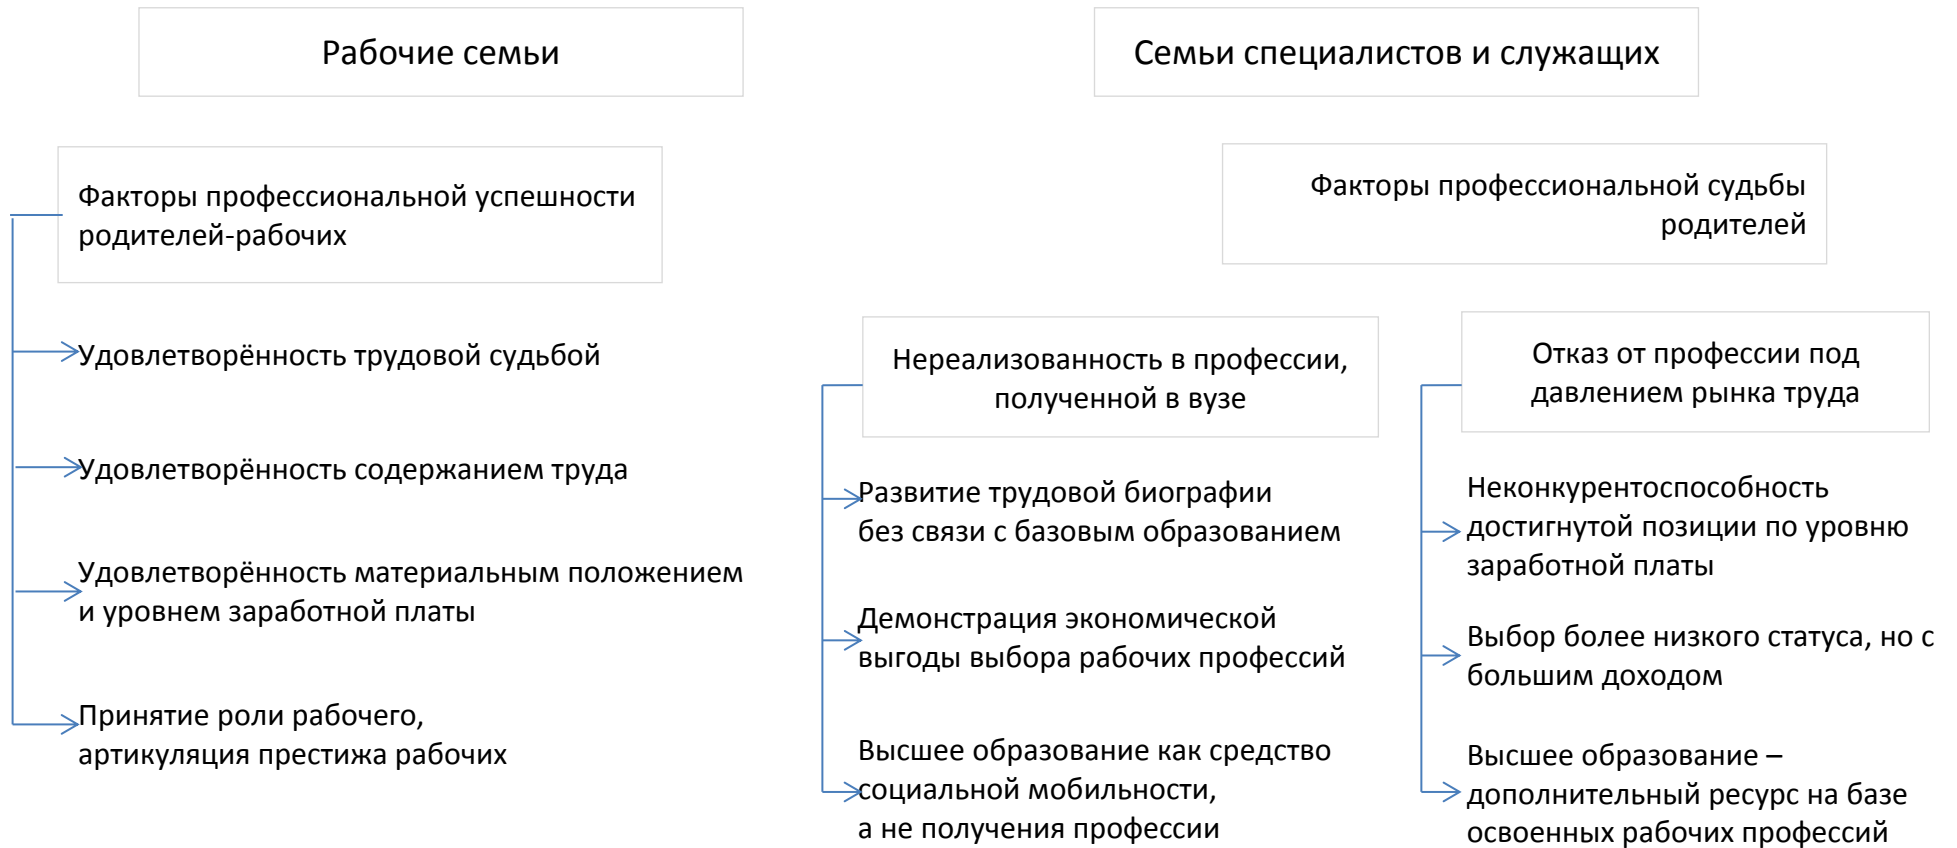 Рабочие семьи
Факторы профессиональной успешности
родителей-рабочих
Удовлетворённость трудовой судьбой
Удовлетворённость содержанием труда
Удовлетворённость материальным положением
и уровнем заработной платы
Принятие роли рабочего,
артикуляция престижа рабочих
Семьи специалистов и служащих
Факторы профессиональной судьбы
родителей
Нереализованность в профессии,
полученной в вузе
Развитие трудовой биографии
без связи с базовым образованием
Демонстрация экономической
выгоды выбора рабочих профессий
Высшее образование как средство
социальной мобильности,
а не получения профессии
Отказ от профессии под
давлением рынка труда
Неконкурентоспособность
достигнутой позиции по уровню
заработной платы
Выбор более низкого статуса, но с
большим доходом
Высшее образование –
дополнительный ресурс на базе
освоенных рабочих профессий